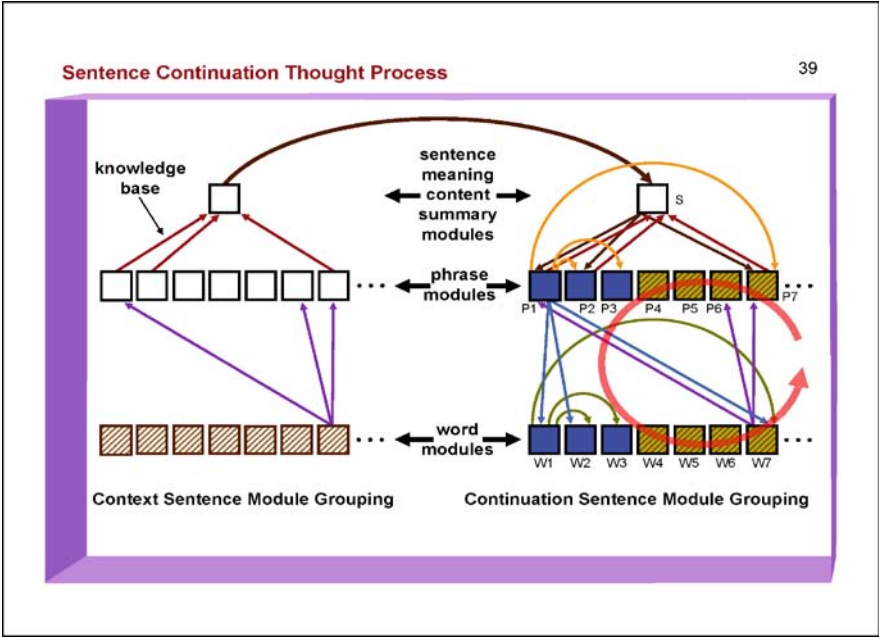 Sentence Continuation Thought Process
39
knowledge
base
sentence
meaning
content
summary
modules
S
phrase
modules
P1
P2
P3
P4
P5
P6
P7
word
modules
W1
W2
W3
W4
W5
W6
W7
Context Sentence Module Grouping
Continuation Sentence Module Grouping